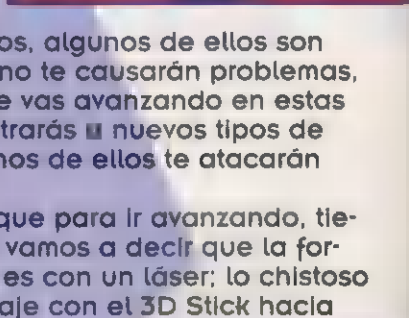 os, algunos de ellos son
no te causarán problemas,
e vas avanzando en estas
trarás a nuevos tipos de
nos de ellos te atacarán
que para ir avanzando, tie-
vamos a decir que la for-
es con un láser; lo chistoso
aje con el 3D Stick hacia